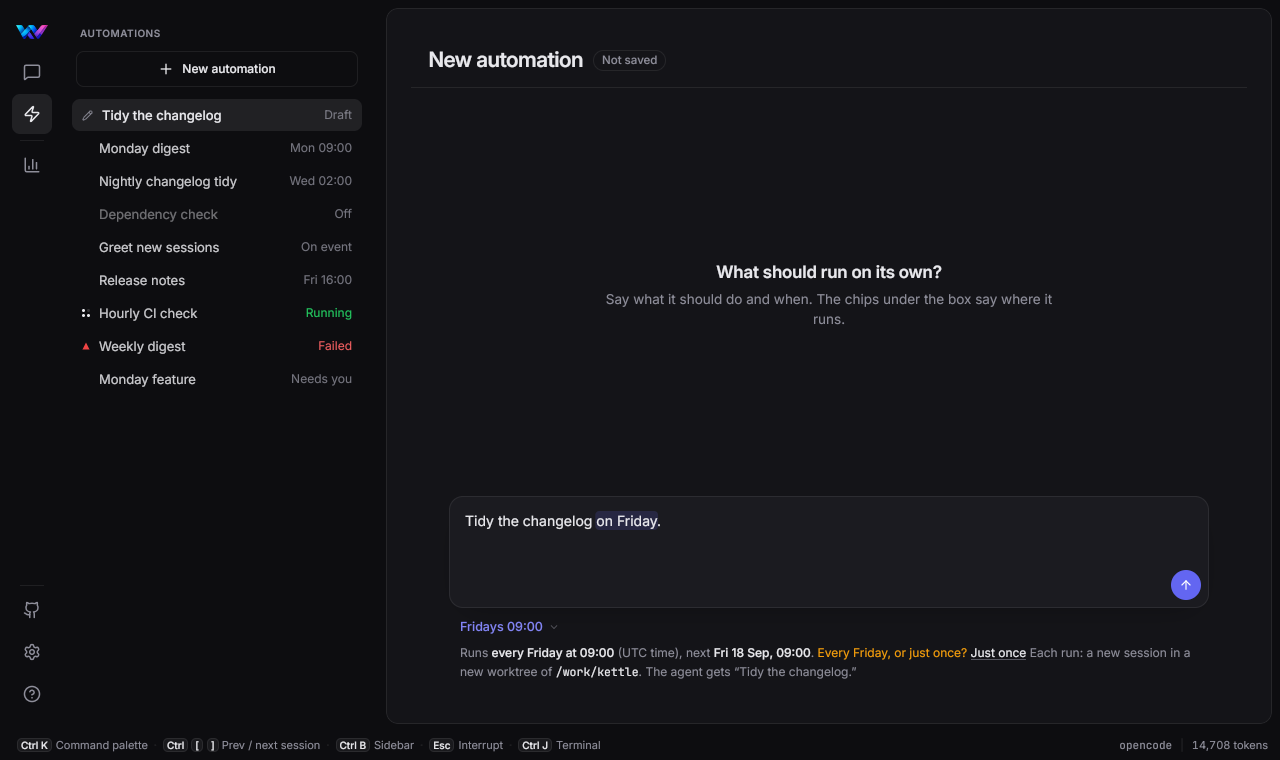 AUTOMATIONS
New automation
Tidy the changelog Draft
Monday digest Mon 09:00
Nightly changelog tidy Wed 02:00
Dependency check Off
Greet new sessions On event
Release notes Fri 16:00
Hourly CI check Running
Weekly digest Failed
Monday feature Needs you
New automation Not saved
What should run on its own?
Say what it should do and when. The chips under the box say where it
runs.
Tidy the changelog on Friday.
Fridays 09:00
Runs every Friday at 09:00 (UTC time), next Fri 18 Sep, 09:00. Every Friday, or just once? Just once Each run: a new session in a
new worktree of /work/kettle. The agent gets “Tidy the changelog.”
Ctrl K Command palette · Ctrl [ ] Prev / next session · Ctrl B Sidebar · Esc Interrupt · Ctrl J Terminal
opencode 14,708 tokens